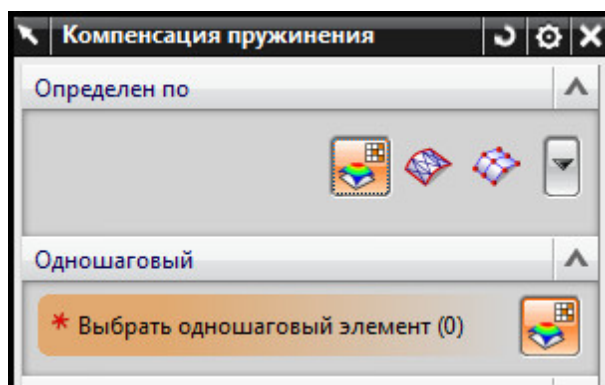 Компенсация пружинения
Определен по
Одношаговый
* Выбрать одношаговый элемент (0)